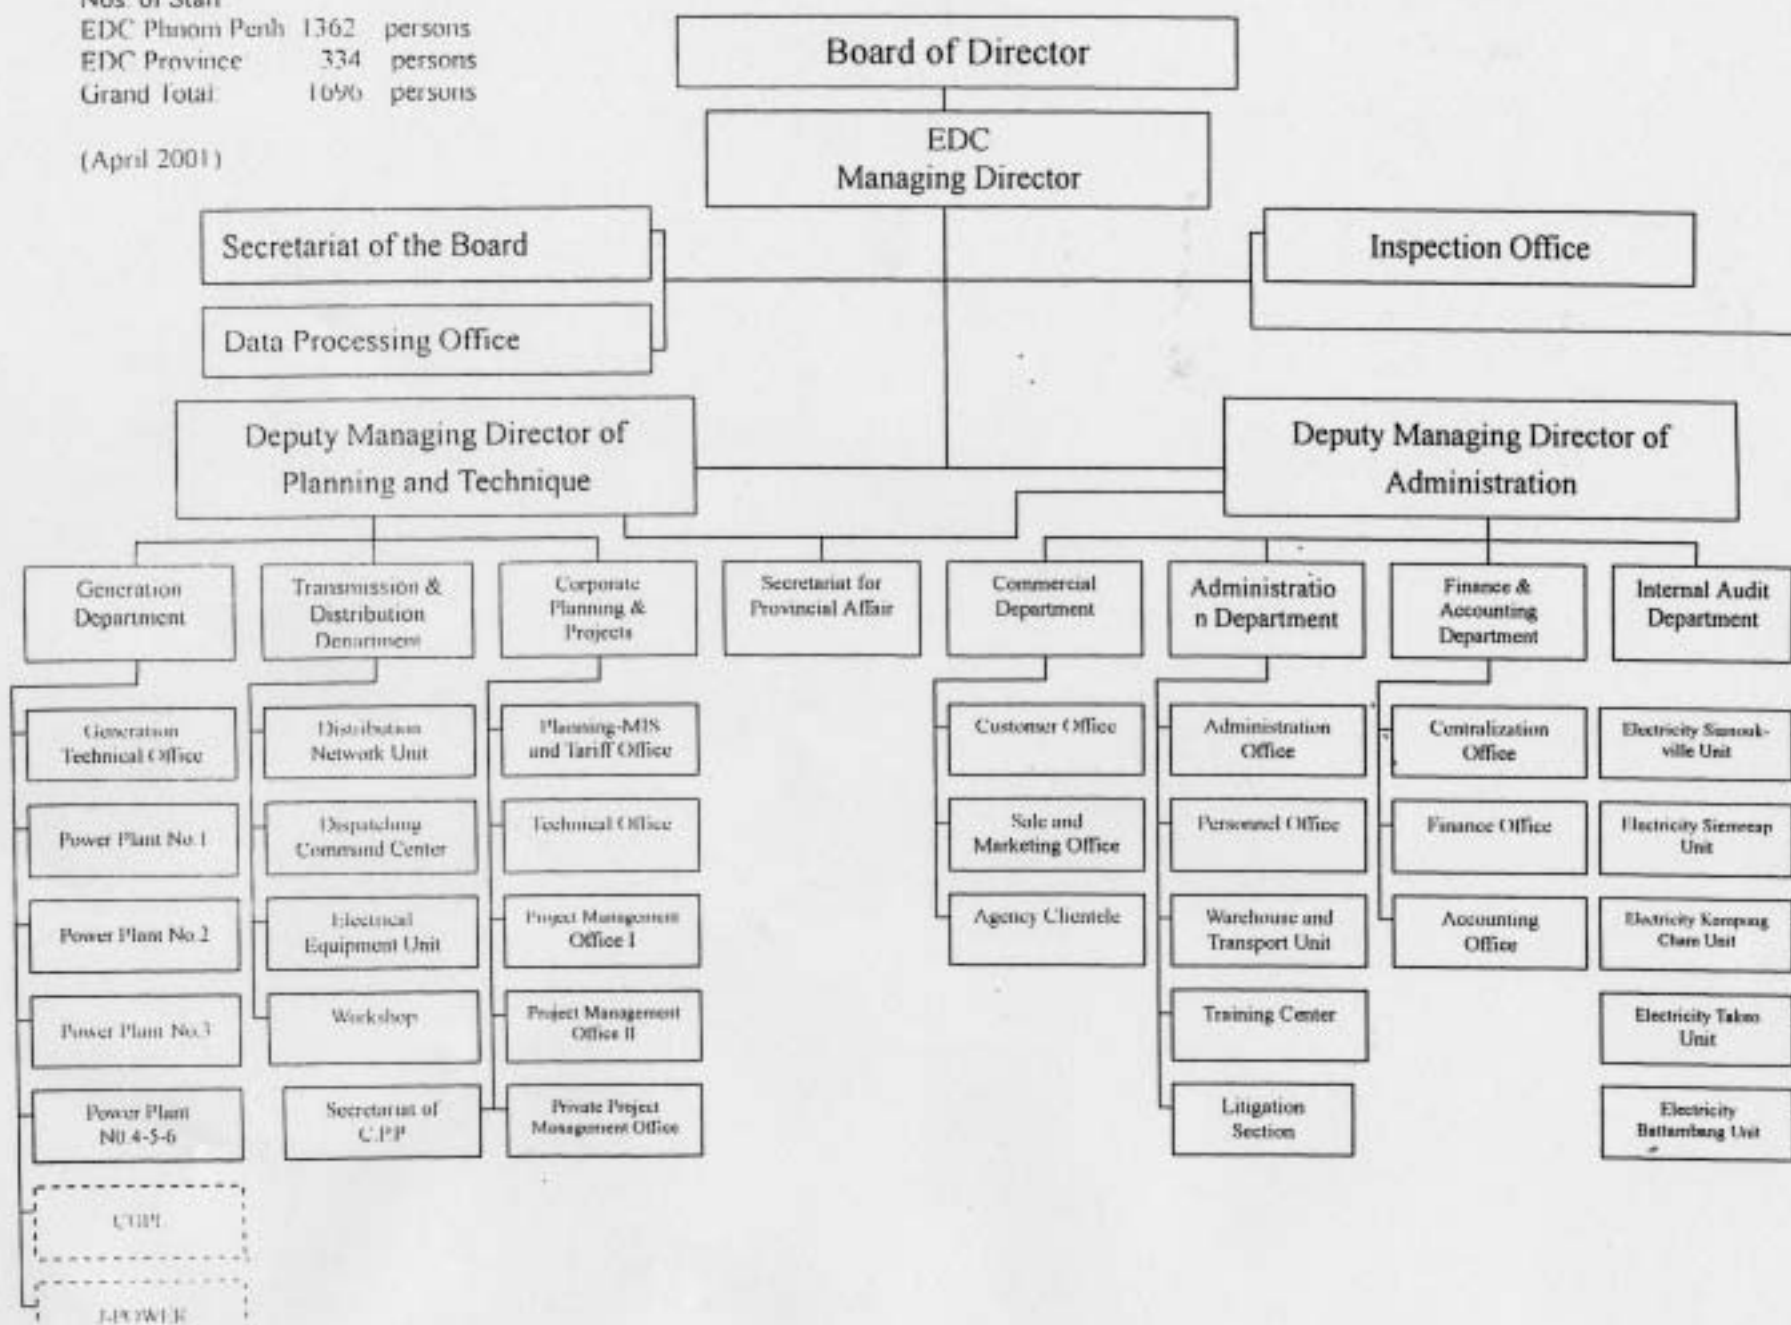 Nos. of Staff
EDC Phnom Penh 1362 persons
EDC Province 334 persons
Grand Total 1696 persons
(April 2001)
Board of Director
EDC
Managing Director
Secretariat of the Board
Inspection Office
Data Processing Office
Deputy Managing Director of
Planning and Technique
Deputy Managing Director of
Administration
Generation
Department
Transmission &
Distribution
Department
Corporate
Planning &
Projects
Secretariat for
Provincial Affair
Commercial
Department
Administratio
n Department
Finance &
Accounting
Department
Internal Audit
Department
Generation
Technical Office
Distribution
Network Unit
Planning-MIS
and Tariff Office
Customer Office
Administration
Office
Centralization
Office
Electricity
ville Unit
Power Plant No.1
Dispatching
Command Center
Technical Office
Sale and
Marketing Office
Personnel Office
Finance Office
Electricity Siemreap
Unit
Power Plant No.2
Electrical
Equipment Unit
Project Management
Office I
Agency Clientele
Warehouse and
Transport Unit
Accounting
Office
Electricity Kampong
Cham Unit
Power Plant No.3
Workshop
Project Management
Office II
Training Center
Electricity Takeo
Unit
Power Plant
N0.4-5-6
Secretariat of
C.P.P
Private Project
Management Office
Litigation
Section
Electricity
Battambang Unit